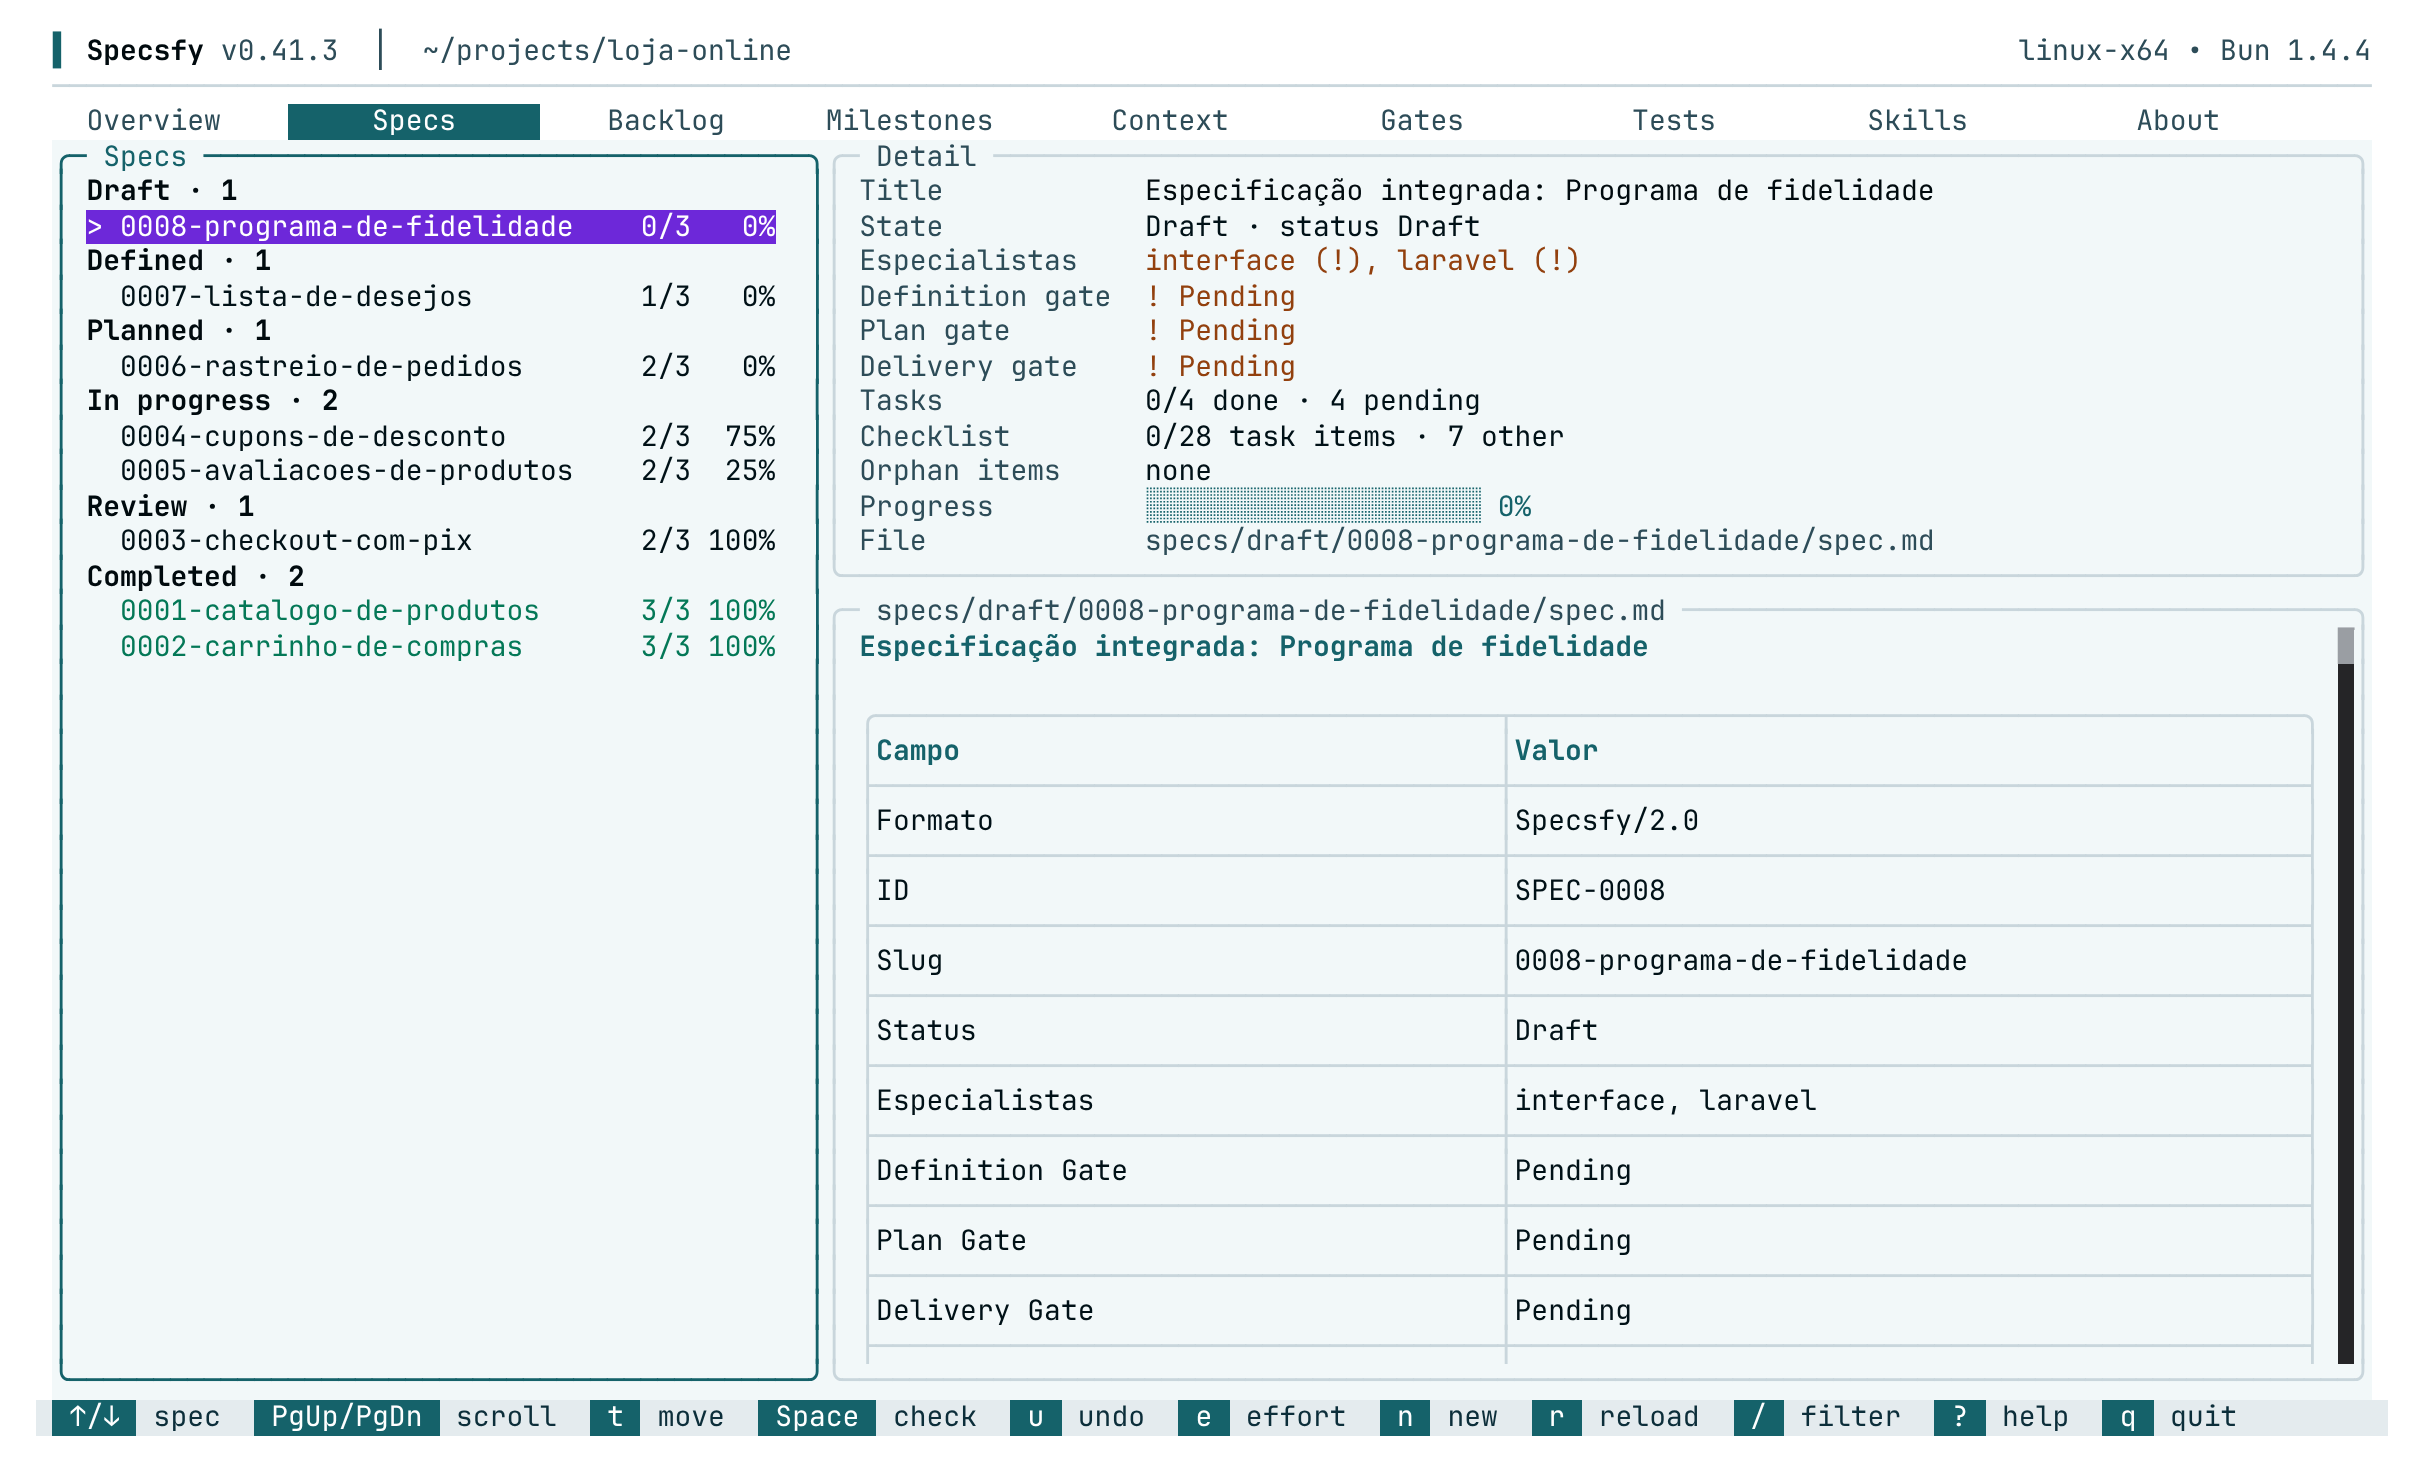 Specsfy v0.41.3 │ ~/projects/loja-online linux-x64 • Bun 1.4.4
Overview Specs Backlog Milestones Context Gates Tests Skills About
Specs
Draft · 1
> 0008-programa-de-fidelidade 0/3 0%
Defined · 1
0007-lista-de-desejos 1/3 0%
Planned · 1
0006-rastreio-de-pedidos 2/3 0%
In progress · 2
0004-cupons-de-desconto 2/3 75%
0005-avaliacoes-de-produtos 2/3 25%
Review · 1
0003-checkout-com-pix 2/3 100%
Completed · 2
0001-catalogo-de-produtos 3/3 100%
0002-carrinho-de-compras 3/3 100%
Detail
Title Especificação integrada: Programa de fidelidade
State Draft · status Draft
Especialistas interface (!), laravel (!)
Definition gate ! Pending
Plan gate ! Pending
Delivery gate ! Pending
Tasks 0/4 done · 4 pending
Checklist 0/28 task items · 7 other
Orphan items none
Progress 0%
File specs/draft/0008-programa-de-fidelidade/spec.md
specs/draft/0008-programa-de-fidelidade/spec.md
Especificação integrada: Programa de fidelidade
Campo Valor
Formato Specsfy/2.0
ID SPEC-0008
Slug 0008-programa-de-fidelidade
Status Draft
Especialistas interface, laravel
Definition Gate Pending
Plan Gate Pending
Delivery Gate Pending
↑/↓ spec PgUp/PgDn scroll t move Space check u undo e effort n new r reload / filter ? help q quit